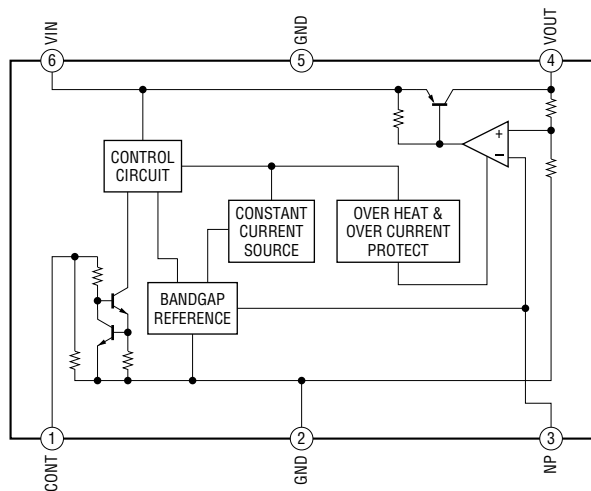 VIN
GND
VOUT
6
5
4
+
−
CONTROL
CIRCUIT
CONSTANT
CURRENT
SOURCE
OVER HEAT &
OVER CURRENT
PROTECT
BANDGAP
REFERENCE
1
2
3
CONT
GND
NP